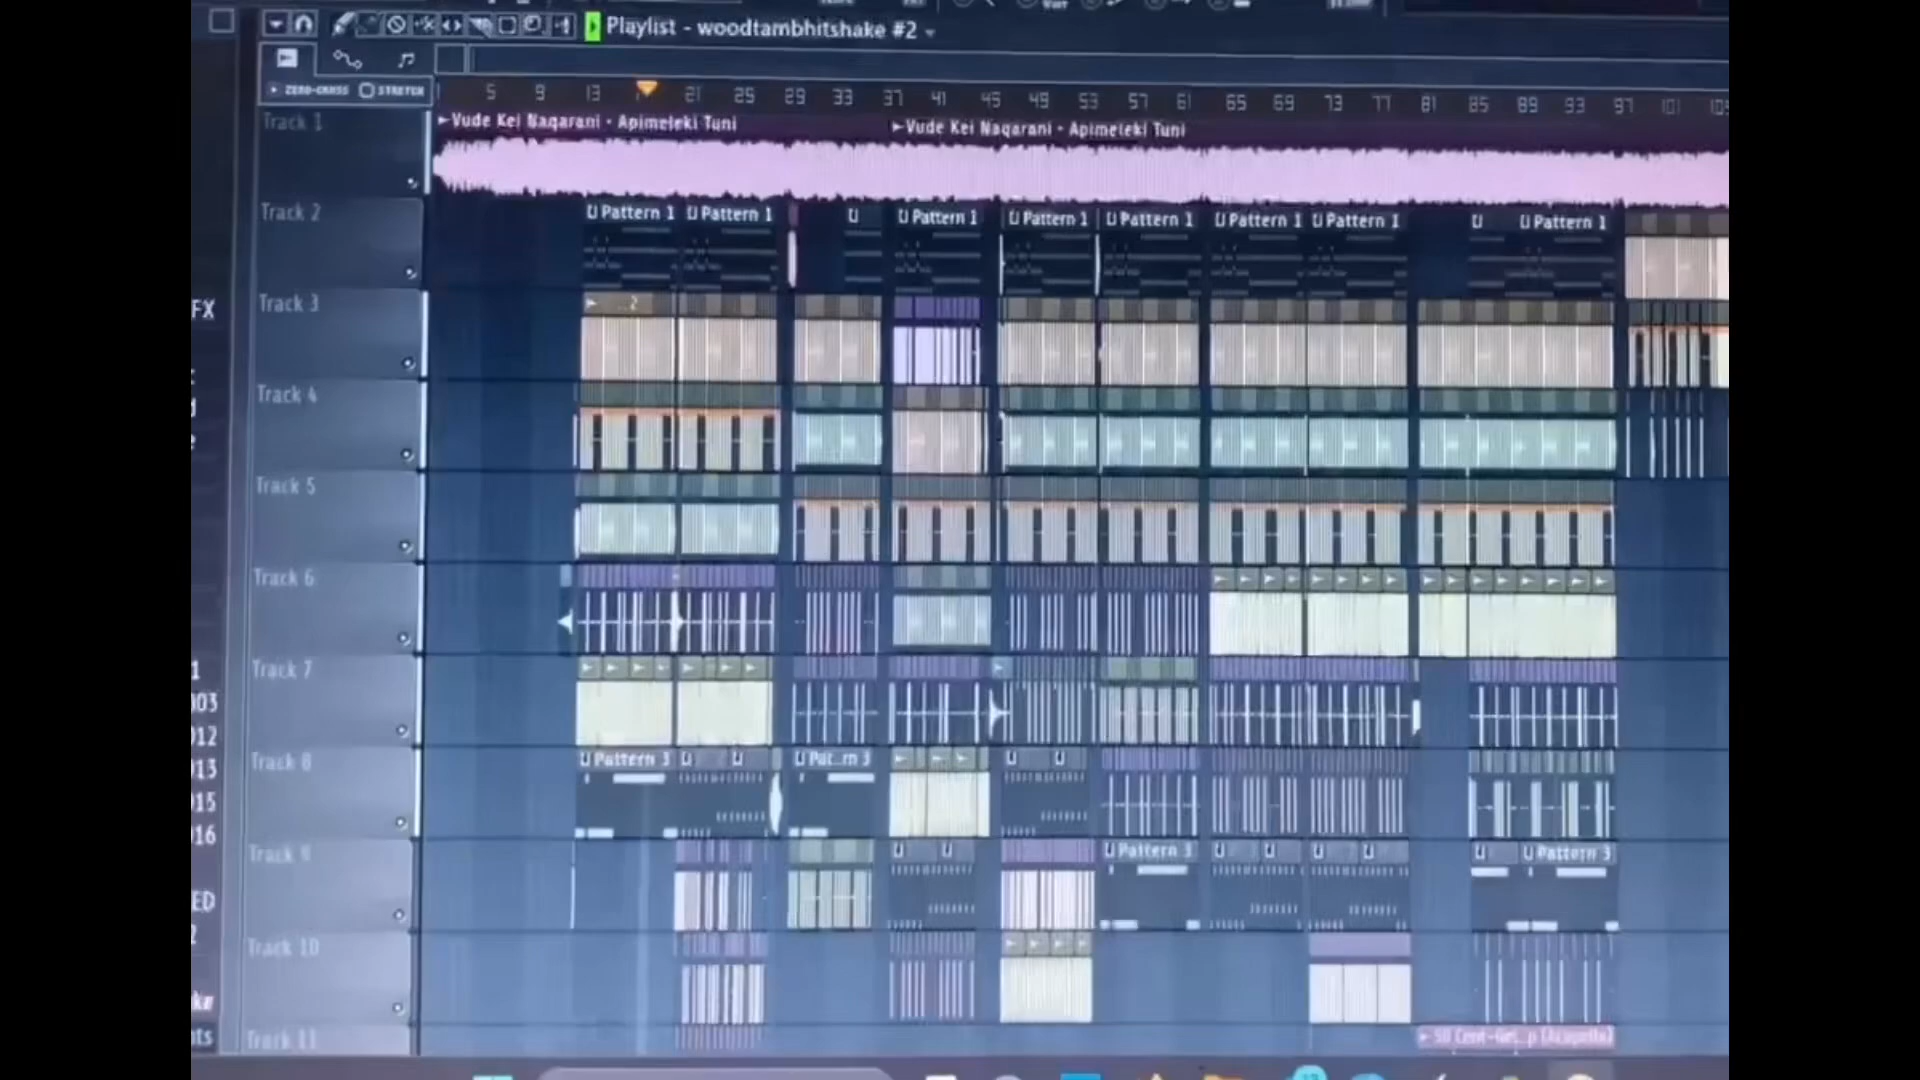 Playlist - woodtambhitshake #2
ZERO-CROSS STRETCH
5 9 13 21 25 29 33 37 41 45 49 53 57 61 65 69 73 77 81 85 89 93 97 101 105
Track 1
Vude Kei Naqarani - Apimeleki Tuni
Vude Kei Naqarani - Apimeleki Tuni
Track 2
Pattern 1 Pattern 1 Pattern 1 Pattern 1 Pattern 1 Pattern 1 Pattern 1 Pattern 1
FX
Track 3
..2
Track 4
Track 5
Track 6
1
Track 7
003
012
Track 8
Pattern 3 Pat..rn 3
013
015
016
Track 9
Pattern 3 Pattern 3
ED
2
Track 10
ke
Track 11
50 Cent-Get..p (Acapella)
nts